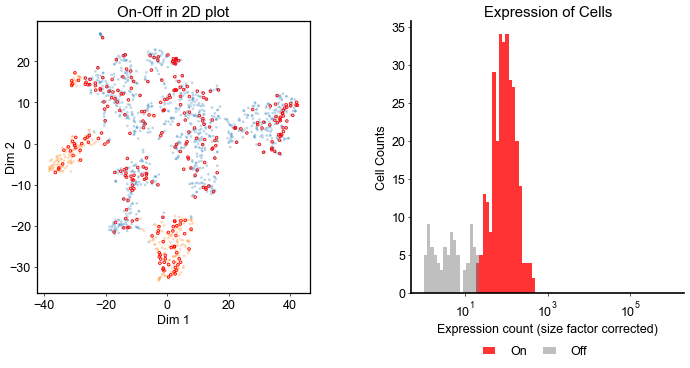 On-Off in 2D plot
Dim 2
20
10
0
−10
−20
−30
−40
−20
0
20
40
Dim 1
Expression of Cells
Cell Counts
35
30
25
20
15
10
5
0
10¹
10³
10⁵
Expression count (size factor corrected)
On
Off